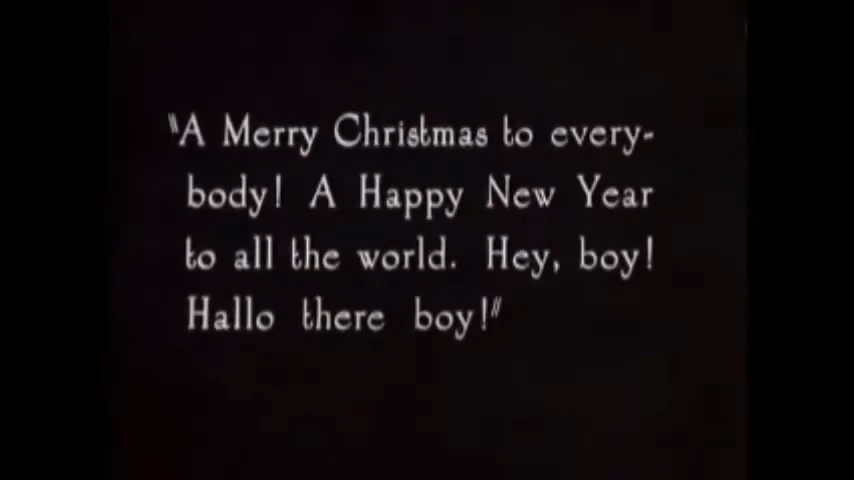 "A Merry Christmas to every-
body! A Happy New Year
to all the world. Hey, boy!
Hallo there boy!"